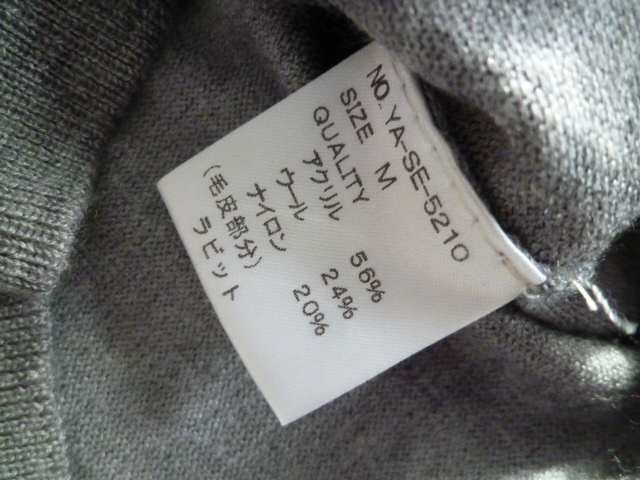 NO. YA-SE-5210
SIZE M
QUALITY
アクリル 56%
ウール 24%
ナイロン 20%
(毛皮部分)
ラビット